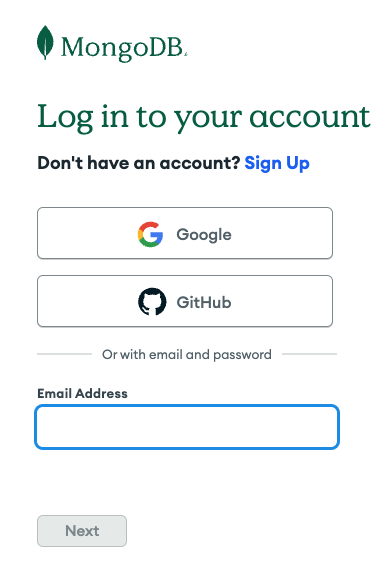 MongoDB.
Log in to your account
Don't have an account? Sign Up
Google
GitHub
Or with email and password
Email Address
Next